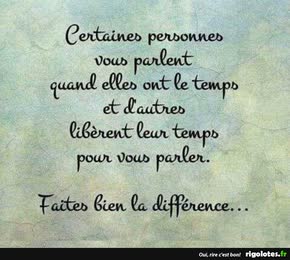 Certaines personnes
vous parlent
quand elles ont le temps
et d'autres
libèrent leur temps
pour vous parler.
Faites bien la différence...
Oui, rire c'est bon! rigolotes.fr